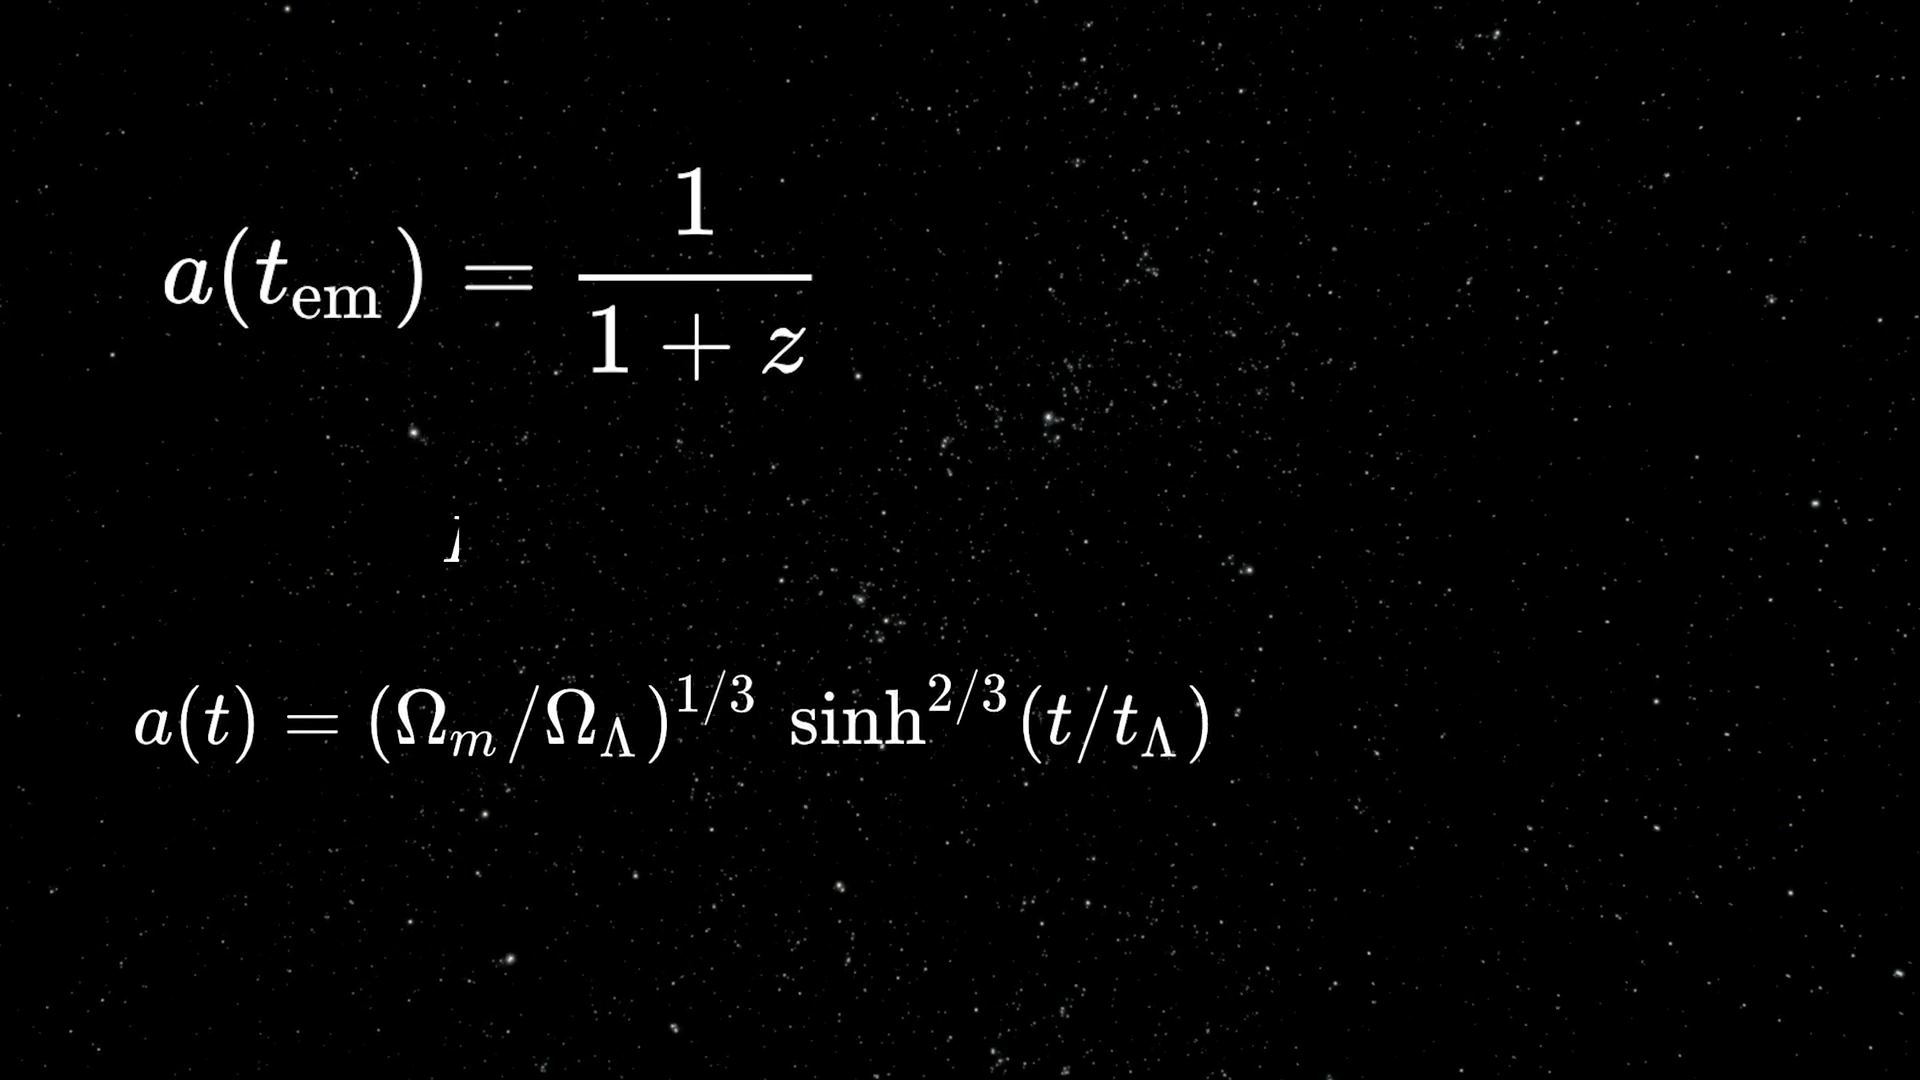 a(t_em) = 1/(1 + z)
a(t) = (Ω_m/Ω_Λ)^{1/3} sinh^{2/3}(t/t_Λ)